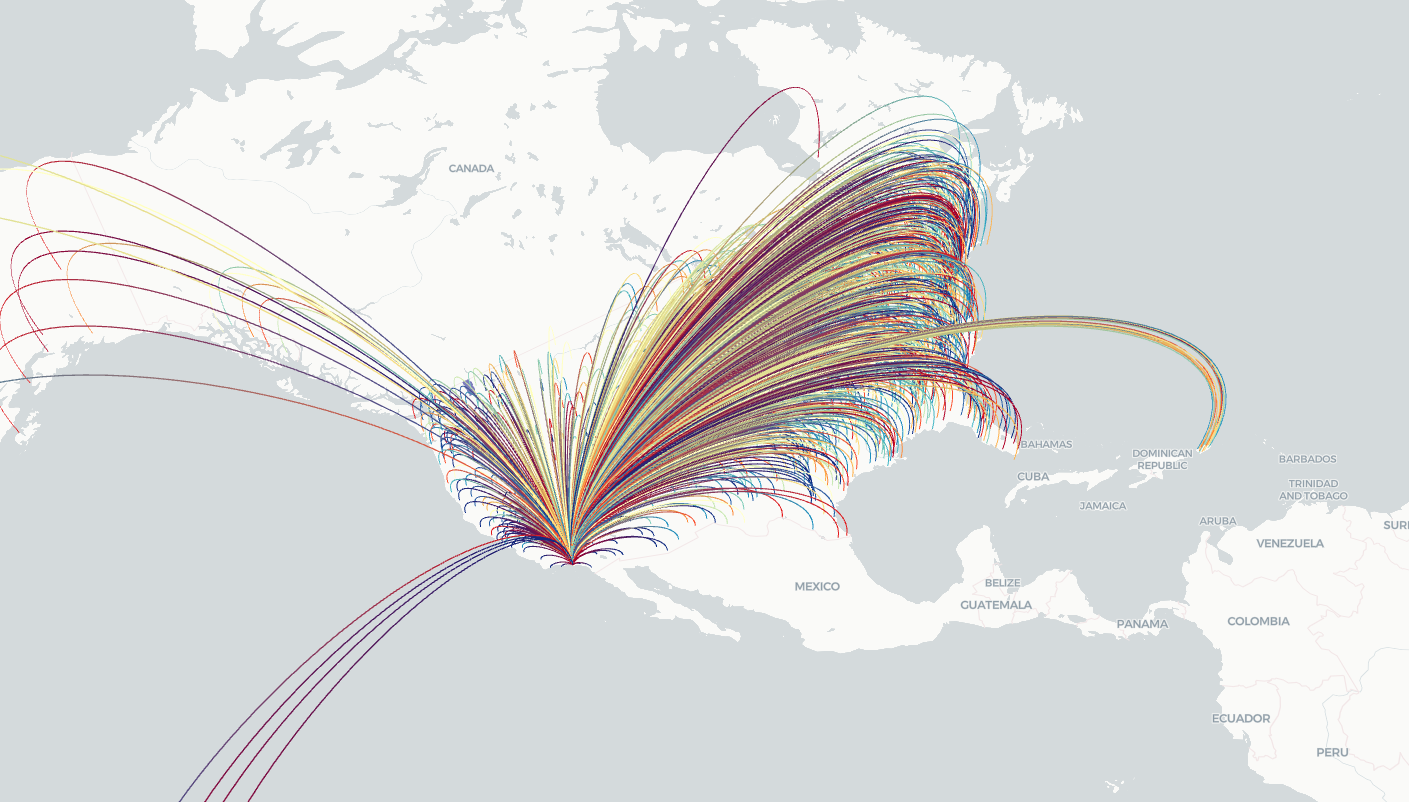 CANADA
BAHAMAS
DOMINICAN
REPUBLIC
BARBADOS
CUBA
TRINIDAD
AND TOBAGO
JAMAICA
ARUBA
SURI
VENEZUELA
MEXICO
BELIZE
GUATEMALA
PANAMA
COLOMBIA
ECUADOR
PERU